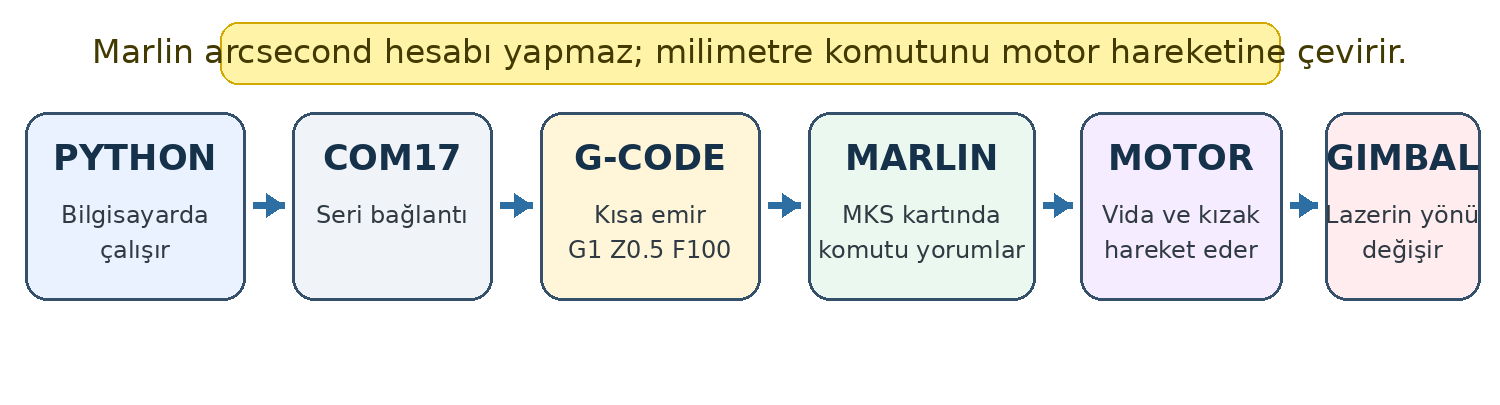 Marlin arcsecond hesabı yapmaz; milimetre komutunu motor hareketine çevirir.
PYTHON
Bilgisayarda
çalışır
COM17
Seri bağlantı
G-CODE
Kısa emir
G1 Z0.5 F100
MARLIN
MKS kartında
komutu yorumlar
MOTOR
Vida ve kızak
hareket eder
GIMBAL
Lazerin yönü
değişir